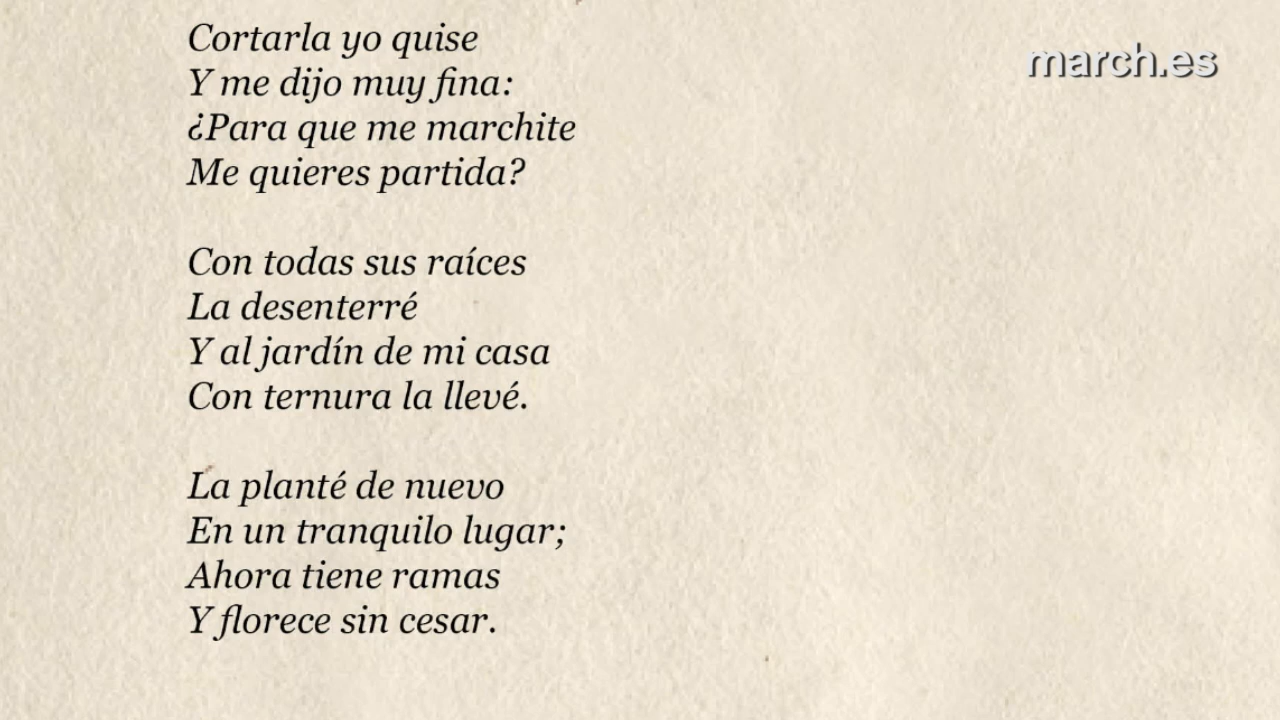 Cortarla yo quise
Y me dijo muy fina:
¿Para que me marchite
Me quieres partida?
Con todas sus raíces
La desenterré
Y al jardín de mi casa
Con ternura la llevé.
La planté de nuevo
En un tranquilo lugar;
Ahora tiene ramas
Y florece sin cesar.
march.es